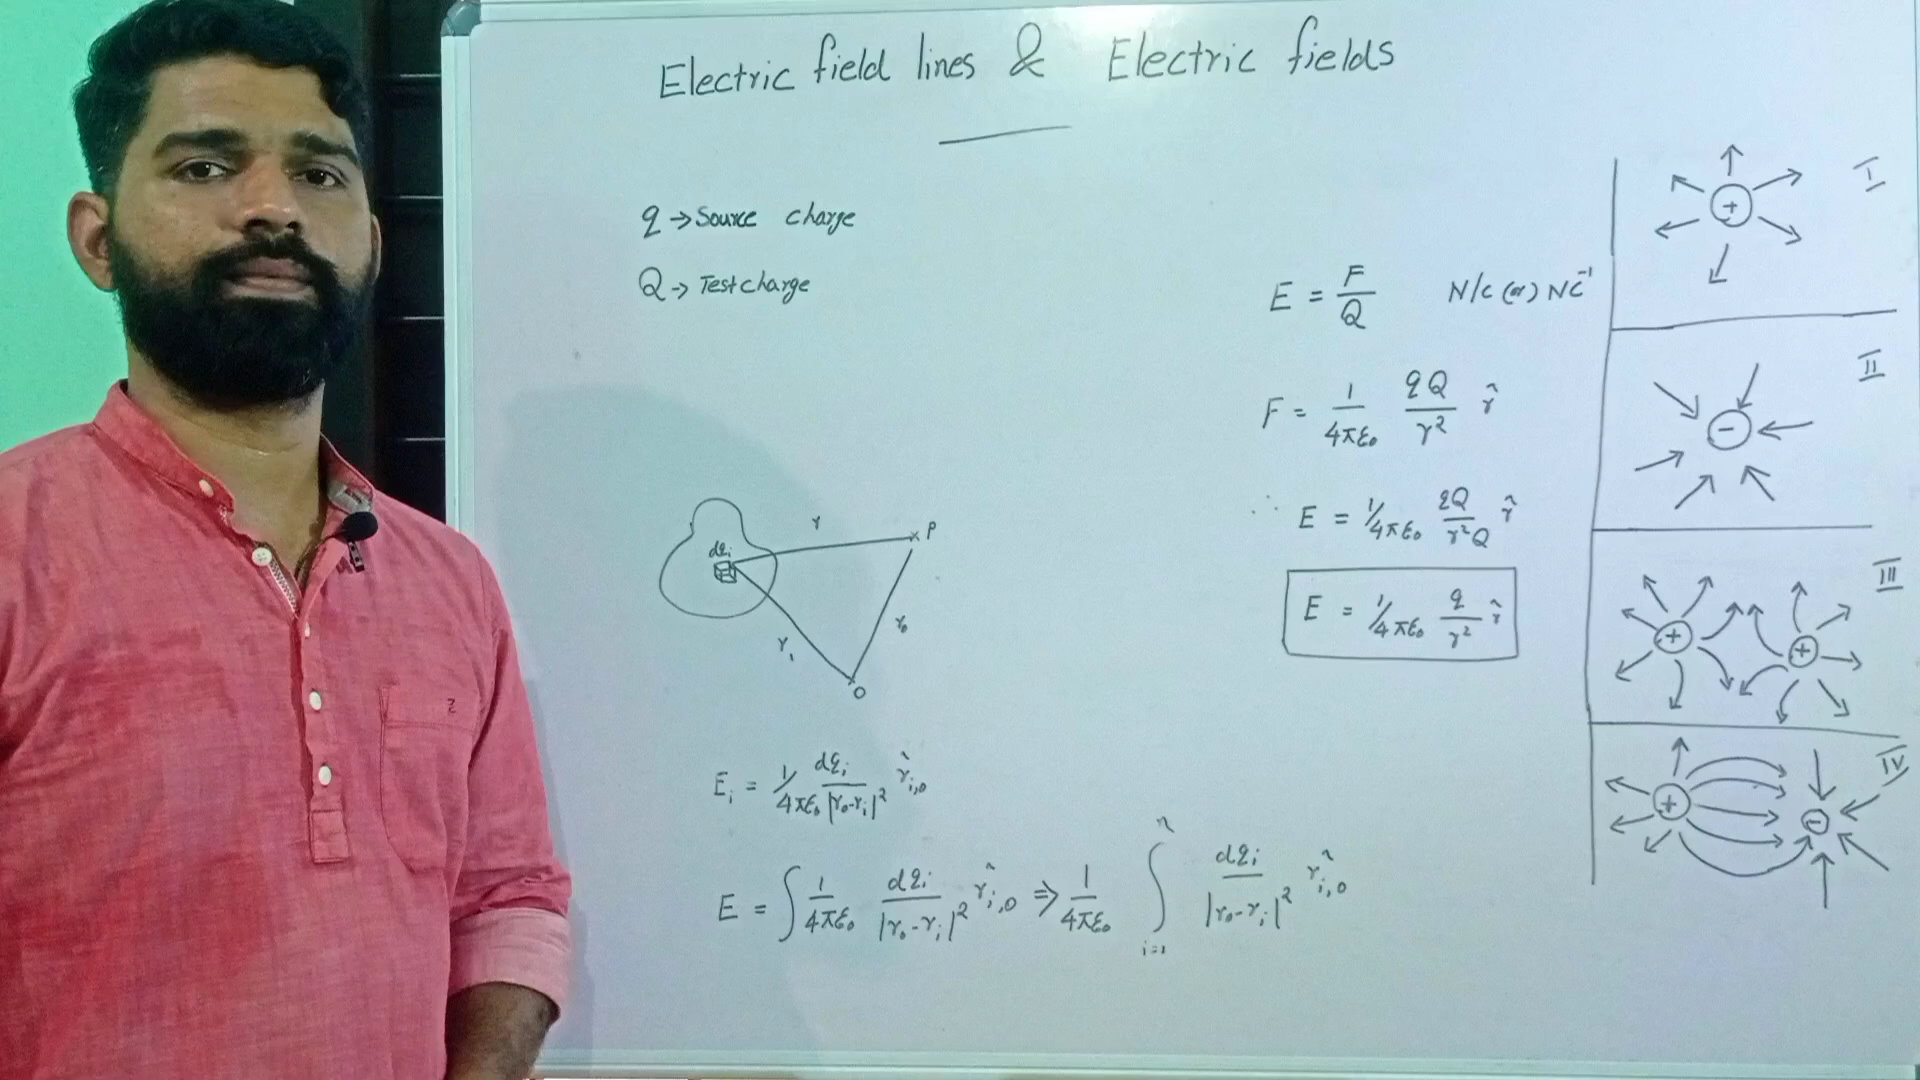 Electric field lines & Electric fields
q → Source charge
Q → Test charge
E = F/Q N/C (or) NC⁻¹
F = 1/4πε₀ qQ/r² r̂
∴ E = 1/4πε₀ qQ/r²Q r̂
E = 1/4πε₀ q/r² r̂
dqᵢ
r
P
rᵢ
r₀
O
Eᵢ = 1/4πε₀ dqᵢ/|r₀-rᵢ|² r̂ᵢ,₀
E = ∫ 1/4πε₀ dqᵢ/|r₀-rᵢ|² r̂ᵢ,₀ ⇒ 1/4πε₀ ∫ᵢ₌₁ⁿ dqᵢ/|r₀-rᵢ|² r̂ᵢ,₀
I
+
II
-
III
+ +
IV
+ -